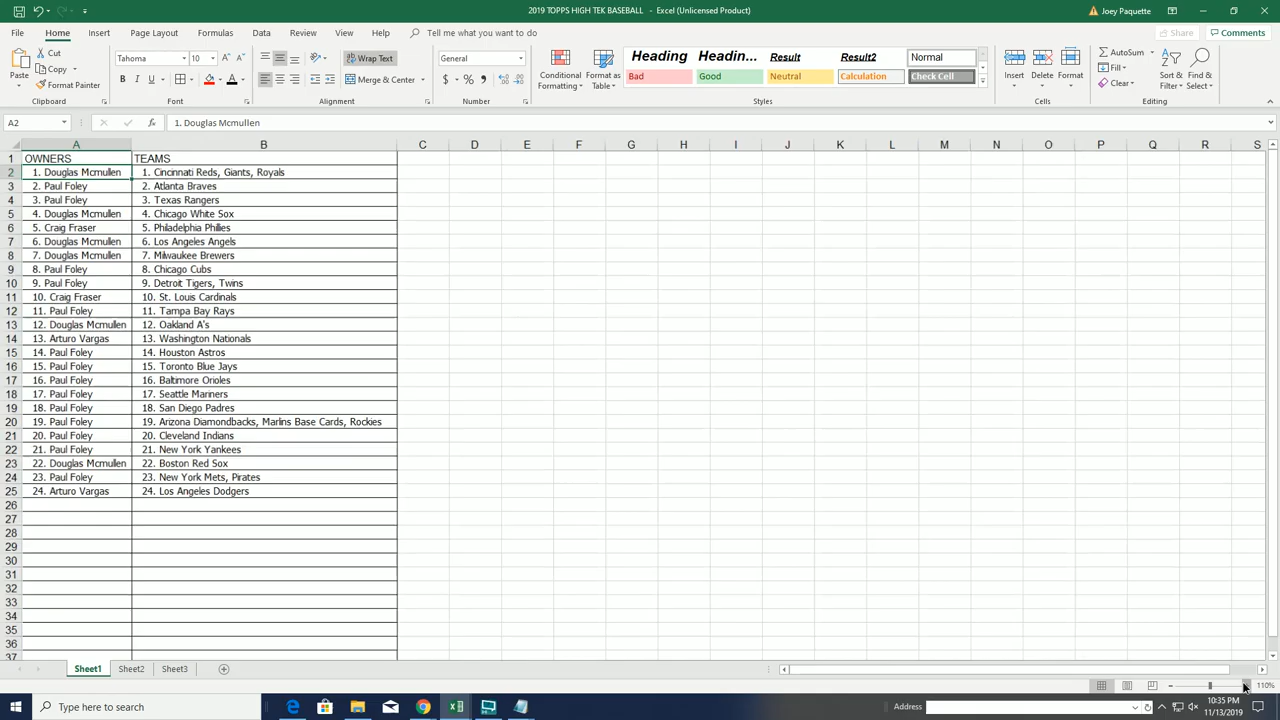 2019 TOPPS HIGH TEK BASEBALL - Excel (Unlicensed Product)
Joey Paquette
File Home Insert Page Layout Formulas Data Review View Help Tell me what you want to do
Share Comments
Paste Cut Copy Format Painter Clipboard
Tahoma 10 B I U Font
Wrap Text Merge & Center Alignment
General $ % , Number
Conditional Formatting Format as Table
Heading Headin... Result Result2 Normal
Bad Good Neutral Calculation Check Cell
Styles
Insert Delete Format Cells
AutoSum Fill Clear Sort & Filter Find & Select Editing
A2 fx 1. Douglas Mcmullen
A B C D E F G H I J K L M N O P Q R S
1 OWNERS TEAMS
2 1. Douglas Mcmullen 1. Cincinnati Reds, Giants, Royals
3 2. Paul Foley 2. Atlanta Braves
4 3. Paul Foley 3. Texas Rangers
5 4. Douglas Mcmullen 4. Chicago White Sox
6 5. Craig Fraser 5. Philadelphia Phillies
7 6. Douglas Mcmullen 6. Los Angeles Angels
8 7. Douglas Mcmullen 7. Milwaukee Brewers
9 8. Paul Foley 8. Chicago Cubs
10 9. Paul Foley 9. Detroit Tigers, Twins
11 10. Craig Fraser 10. St. Louis Cardinals
12 11. Paul Foley 11. Tampa Bay Rays
13 12. Douglas Mcmullen 12. Oakland A's
14 13. Arturo Vargas 13. Washington Nationals
15 14. Paul Foley 14. Houston Astros
16 15. Paul Foley 15. Toronto Blue Jays
17 16. Paul Foley 16. Baltimore Orioles
18 17. Paul Foley 17. Seattle Mariners
19 18. Paul Foley 18. San Diego Padres
20 19. Paul Foley 19. Arizona Diamondbacks, Marlins Base Cards, Rockies
21 20. Paul Foley 20. Cleveland Indians
22 21. Paul Foley 21. New York Yankees
23 22. Douglas Mcmullen 22. Boston Red Sox
24 23. Paul Foley 23. New York Mets, Pirates
25 24. Arturo Vargas 24. Los Angeles Dodgers
26
27
28
29
30
31
32
33
34
35
36
37
Sheet1 Sheet2 Sheet3
110%
Type here to search
Address
10:35 PM
11/13/2019